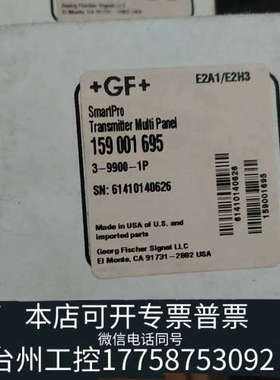 +GF+
E2A1/E2H3
SmartPro
Transmitter Multi Panel
159 001 695
3-9900-1P
SN: 61410140626
Made in USA of U.S. and
imported parts
Georg Fischer Signet LLC
El Monte, CA 91731-2882 USA
61410140626
159001695
本店可开专票普票
微信电话同号
台州工控17758753092